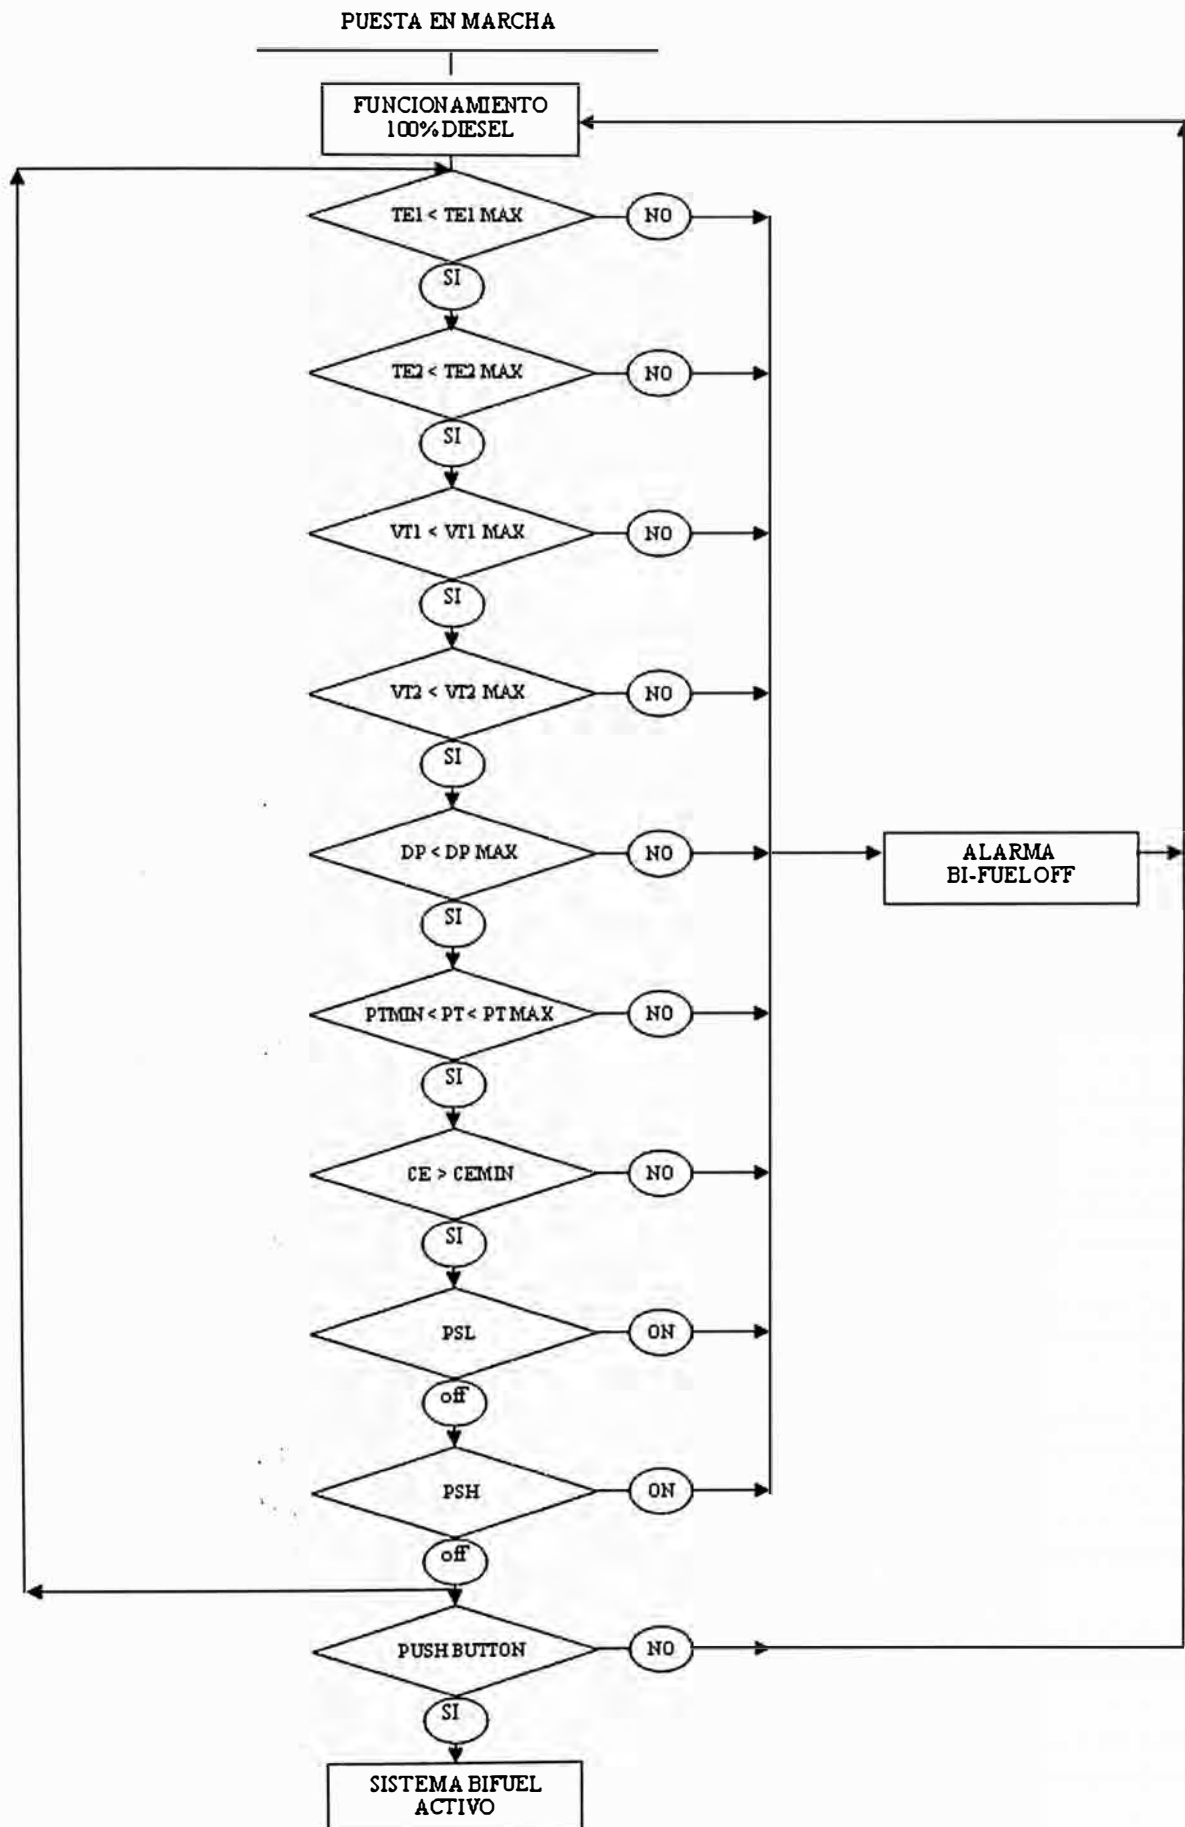 PUESTA EN MARCHA
FUNCIONAMIENTO
100% DIESEL
TE1 < TE1 MAX
NO
SI
TE2 < TE2 MAX
NO
SI
VT1 < VT1 MAX
NO
SI
VT2 < VT2 MAX
NO
SI
DP < DP MAX
NO
ALARMA
BI-FUEL OFF
SI
PTMIN < PT < PT MAX
NO
SI
CE > CEMIN
NO
SI
PSL
ON
off
PSH
ON
off
PUSH BUTTON
NO
SI
SISTEMA BIFUEL
ACTIVO